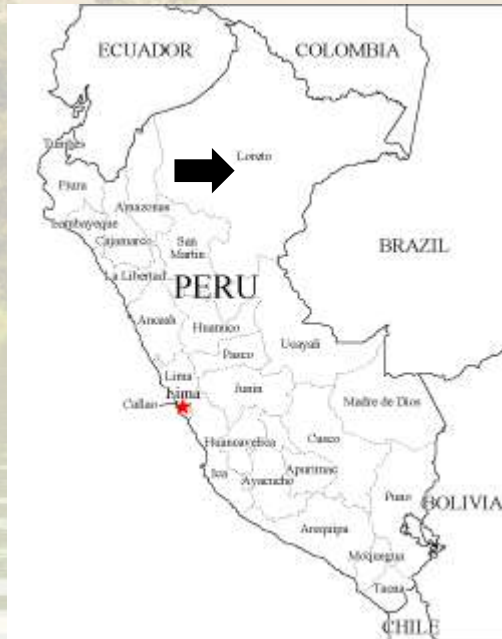 ECUADOR
COLOMBIA
Tumbes
Loreto
Piura
Amazonas
Lambayeque
Cajamarco
San
Martin
BRAZIL
La Libertad
PERU
Ancash
Huanuco
Pasco
Ucayali
Lima
Lima
Junin
Callao
Madre de Dios
Huancavelica
Cusco
Ica
Apurimac
Ayacucho
Puno
BOLIVIA
Arequipa
Moquegua
Tacna
CHILE